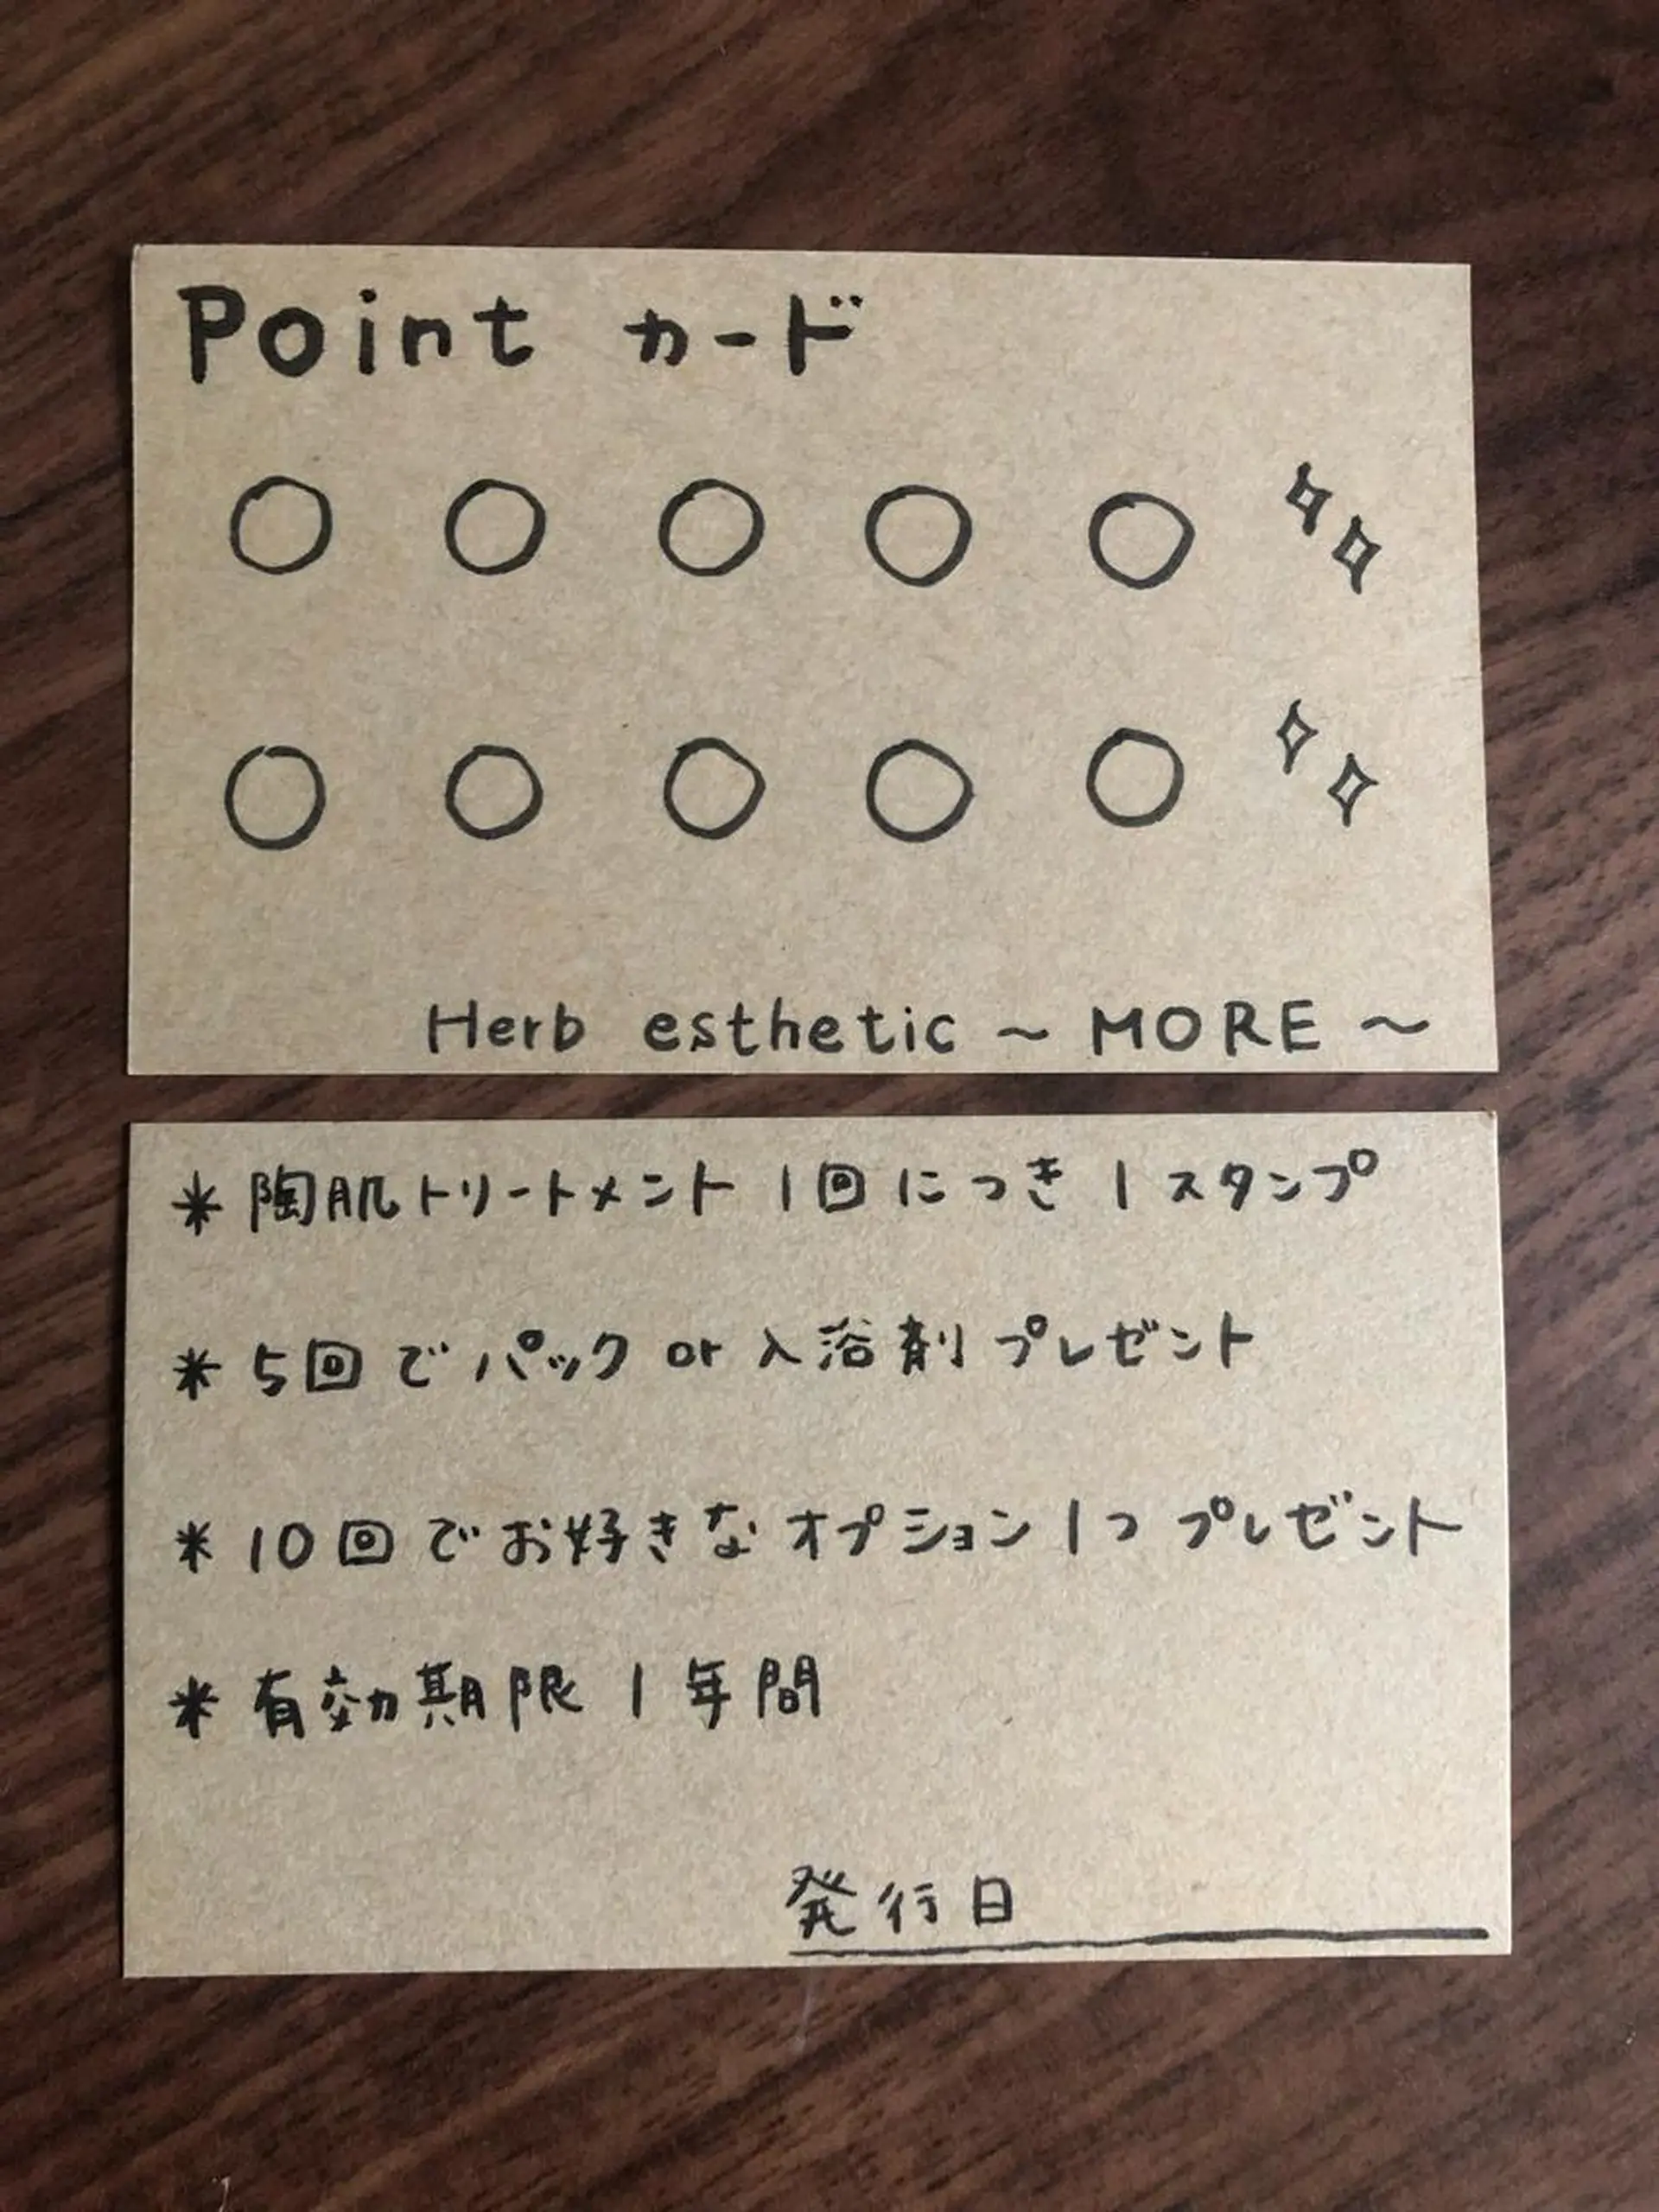 Point カード
Herb esthetic ～ MORE ～
* 陶肌トリートメント 1回につき 1 スタンプ
* 5回で パック or 入浴剤 プレゼント
* 10回でお好きなオプション1つ プレゼント
* 有効期限 1年間
発行日